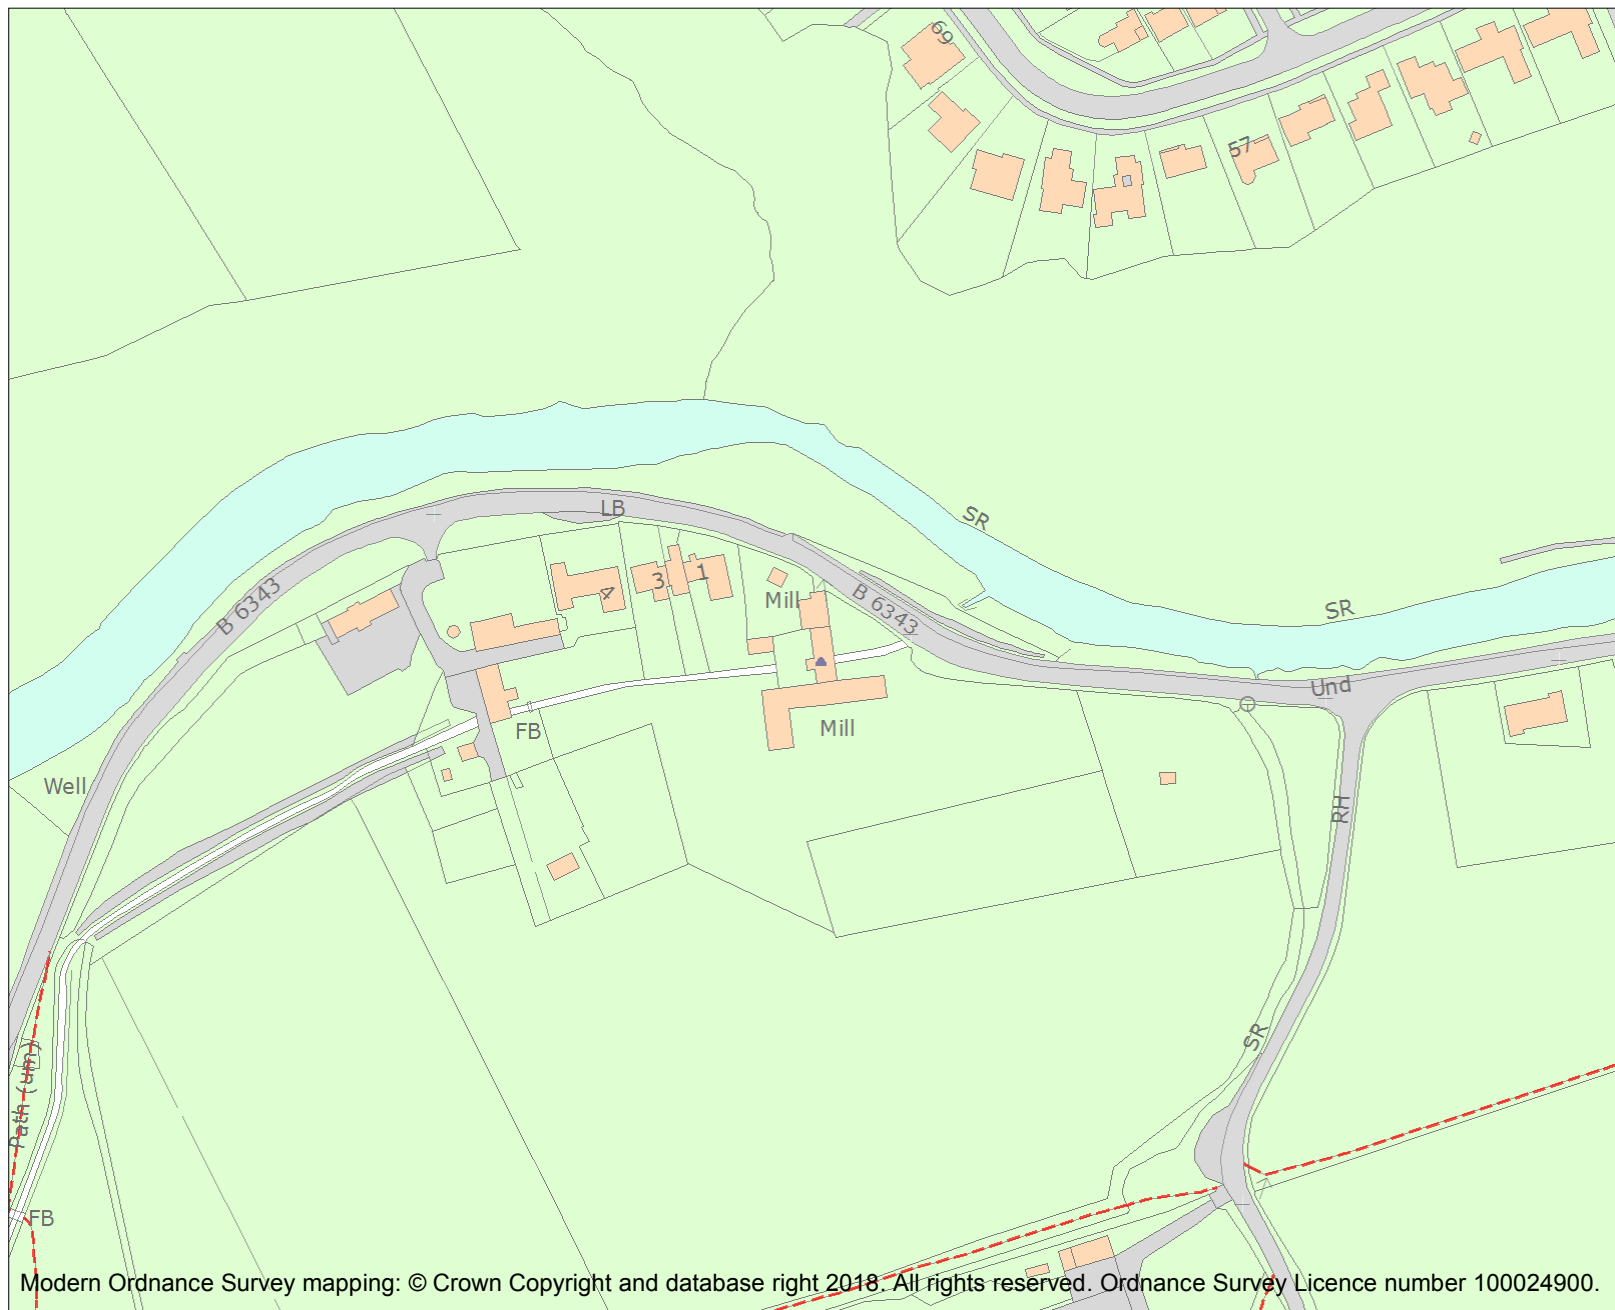 69
57
SR
LB
B 6343
4
3
1
Mill
B 6343
SR
Und
FB
Mill
Well
RH
SR
Path (um)
FB
Modern Ordnance Survey mapping: © Crown Copyright and database right 2018. All rights reserved. Ordnance Survey Licence number 100024900.